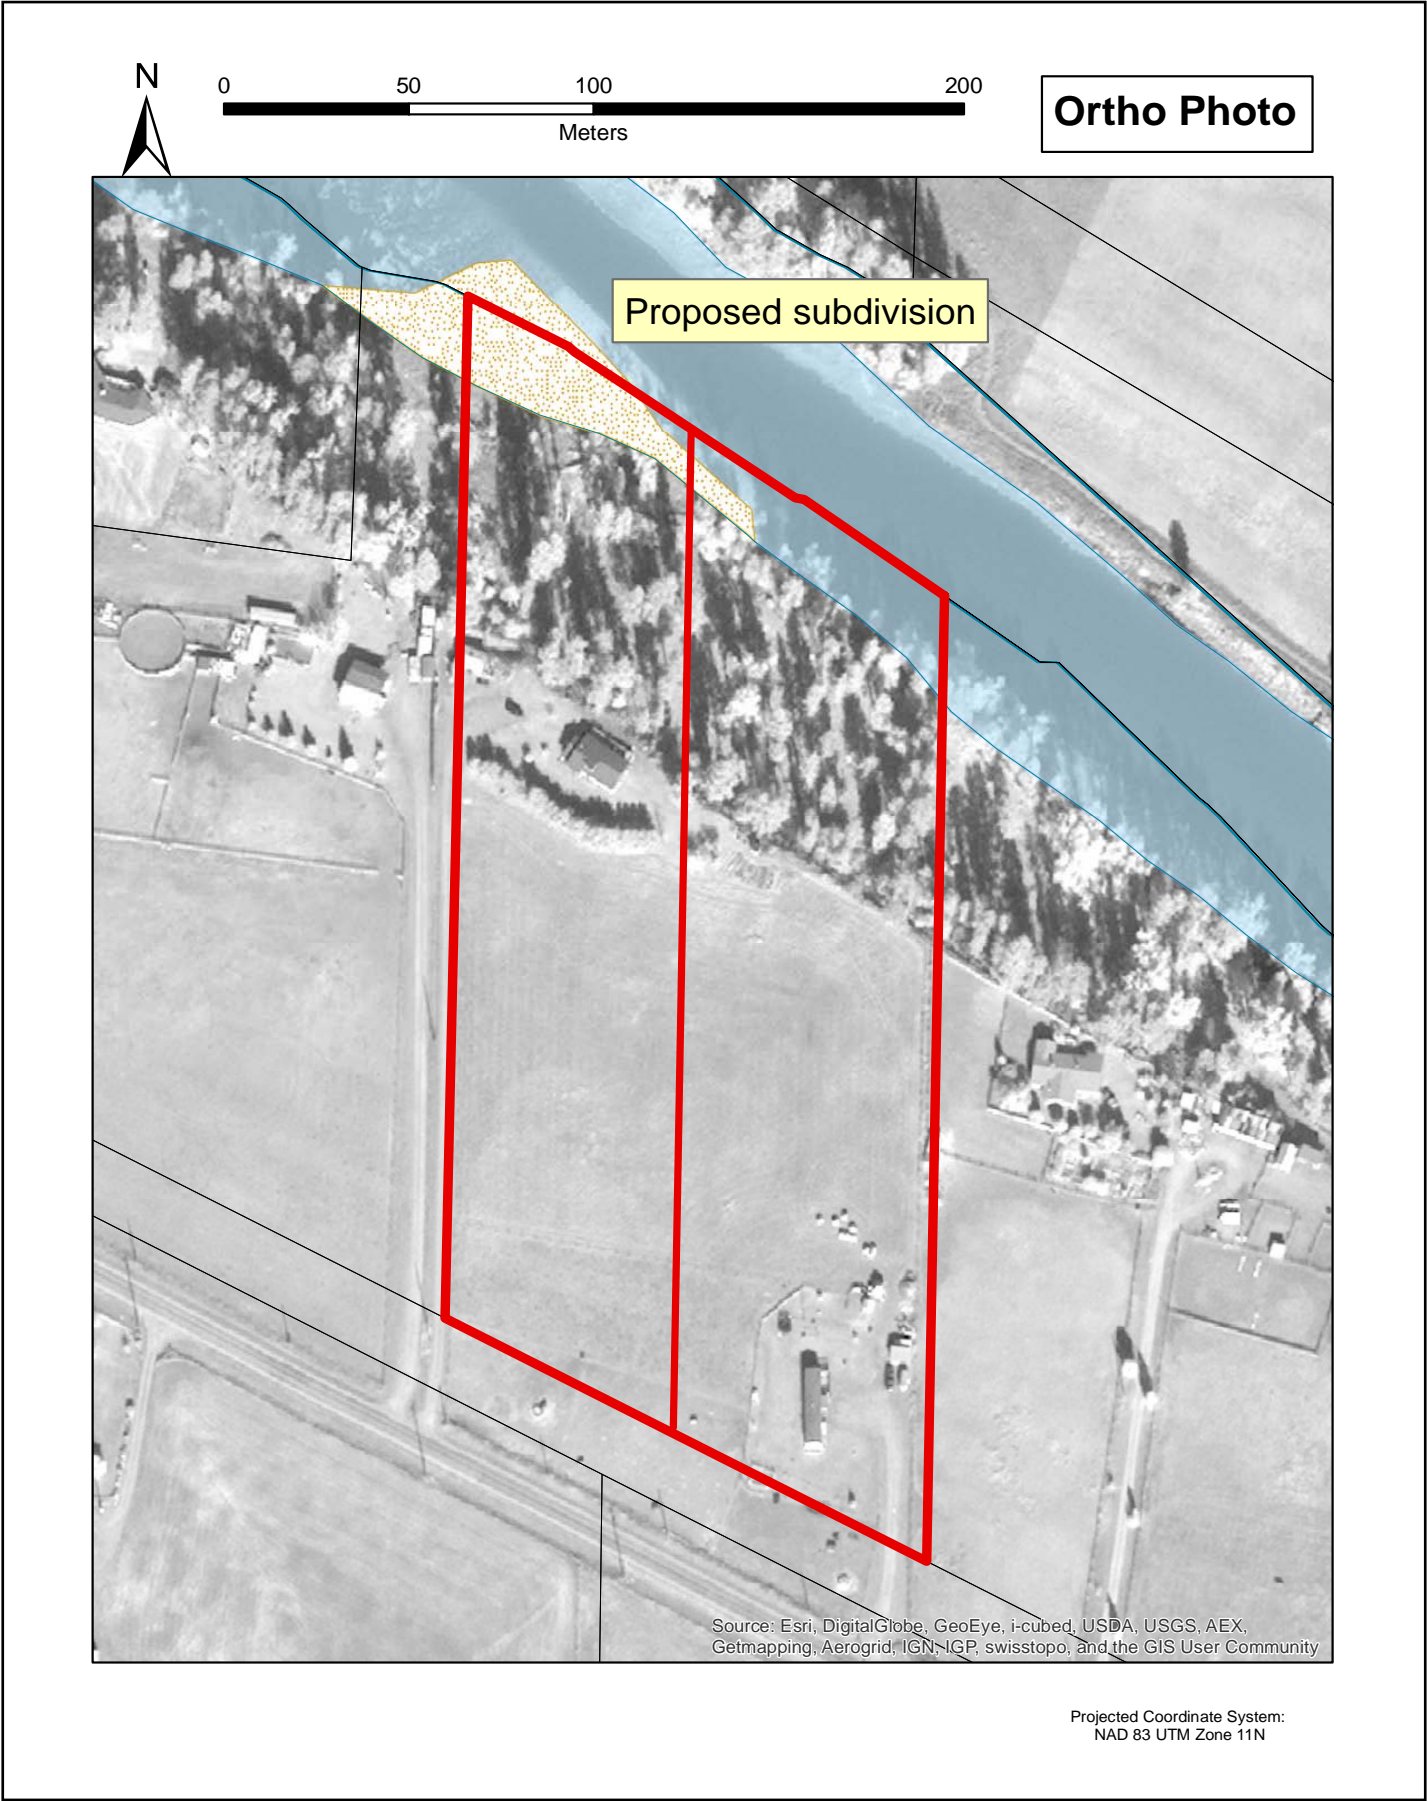 N
0 50 100 200
Meters
Ortho Photo
Proposed subdivision
Source: Esri, DigitalGlobe, GeoEye, i-cubed, USDA, USGS, AEX,
Getmapping, Aerogrid, IGN, IGP, swisstopo, and the GIS User Community
Projected Coordinate System:
NAD 83 UTM Zone 11N